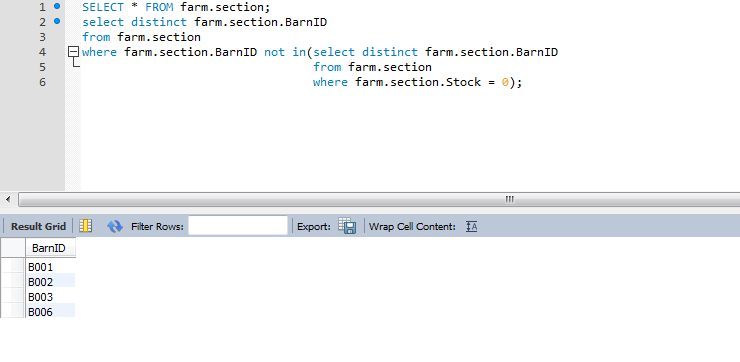 1 SELECT * FROM farm.section;
2 select distinct farm.section.BarnID
3 from farm.section
4 where farm.section.BarnID not in(select distinct farm.section.BarnID
5 from farm.section
6 where farm.section.Stock = 0);
Result Grid Filter Rows: Export: Wrap Cell Content: IA
BarnID
B001
B002
B003
B006